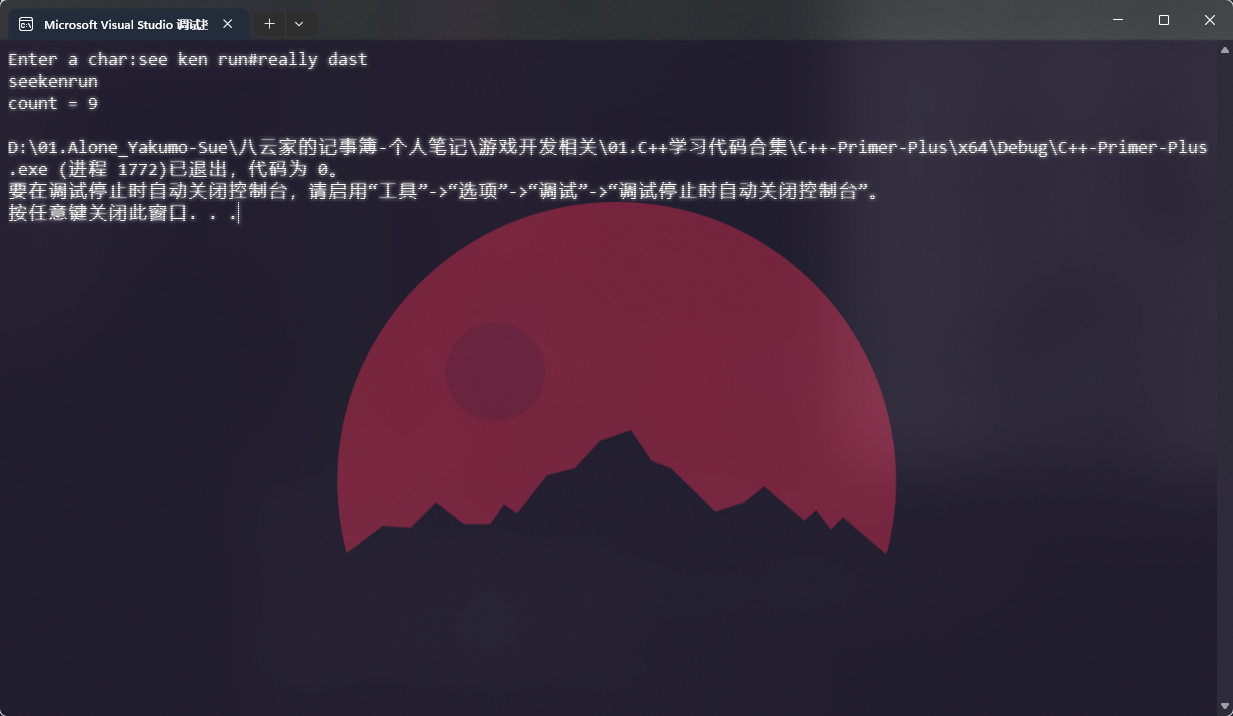 Microsoft Visual Studio 调试
Enter a char:see ken run#really dast
seekenrun
count = 9
D:\01.Alone_Yakumo-Sue\八云家的记事簿-个人笔记\游戏开发相关\01.C++学习代码合集\C++-Primer-Plus\x64\Debug\C++-Primer-Plus
.exe (进程 1772)已退出，代码为 0。
要在调试停止时自动关闭控制台，请启用“工具”->“选项”->“调试”->“调试停止时自动关闭控制台”。
按任意键关闭此窗口. . .